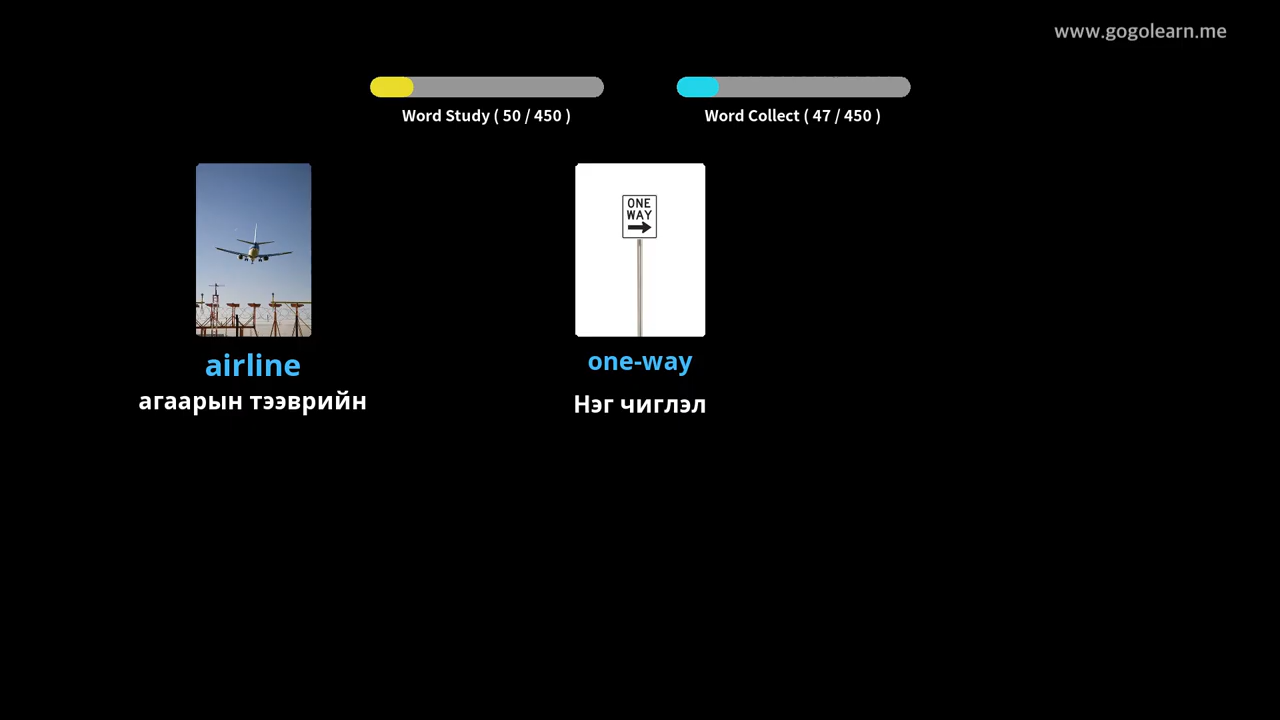 www.gogolearn.me
Word Study ( 50 / 450 )
Word Collect ( 47 / 450 )
ONE
WAY
airline
агаарын тээврийн
one-way
Нэг чиглэл